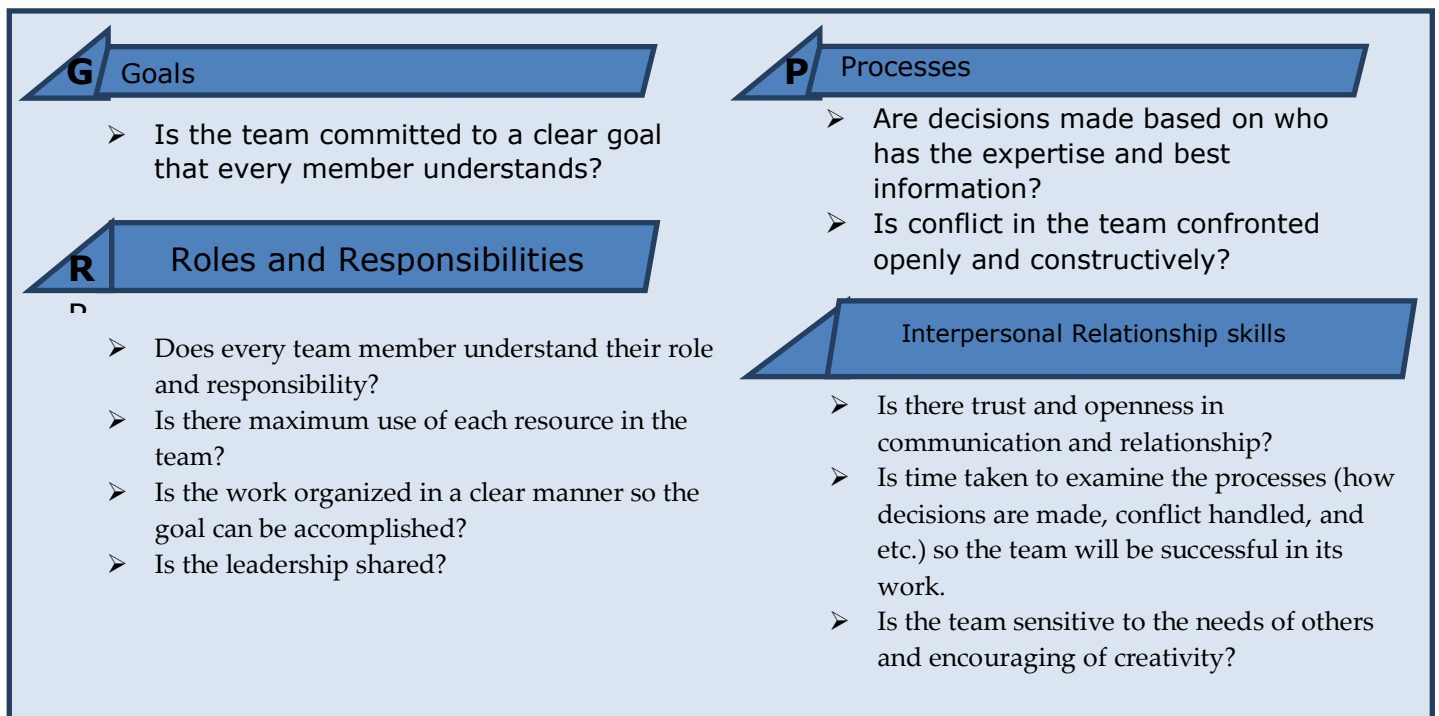 G Goals
➢ Is the team committed to a clear goal
that every member understands?
R Roles and Responsibilities
➢ Does every team member understand their role
and responsibility?
➢ Is there maximum use of each resource in the
team?
➢ Is the work organized in a clear manner so the
goal can be accomplished?
➢ Is the leadership shared?
P Processes
➢ Are decisions made based on who
has the expertise and best
information?
➢ Is conflict in the team confronted
openly and constructively?
Interpersonal Relationship skills
➢ Is there trust and openness in
communication and relationship?
➢ Is time taken to examine the processes (how
decisions are made, conflict handled, and
etc.) so the team will be successful in its
work.
➢ Is the team sensitive to the needs of others
and encouraging of creativity?